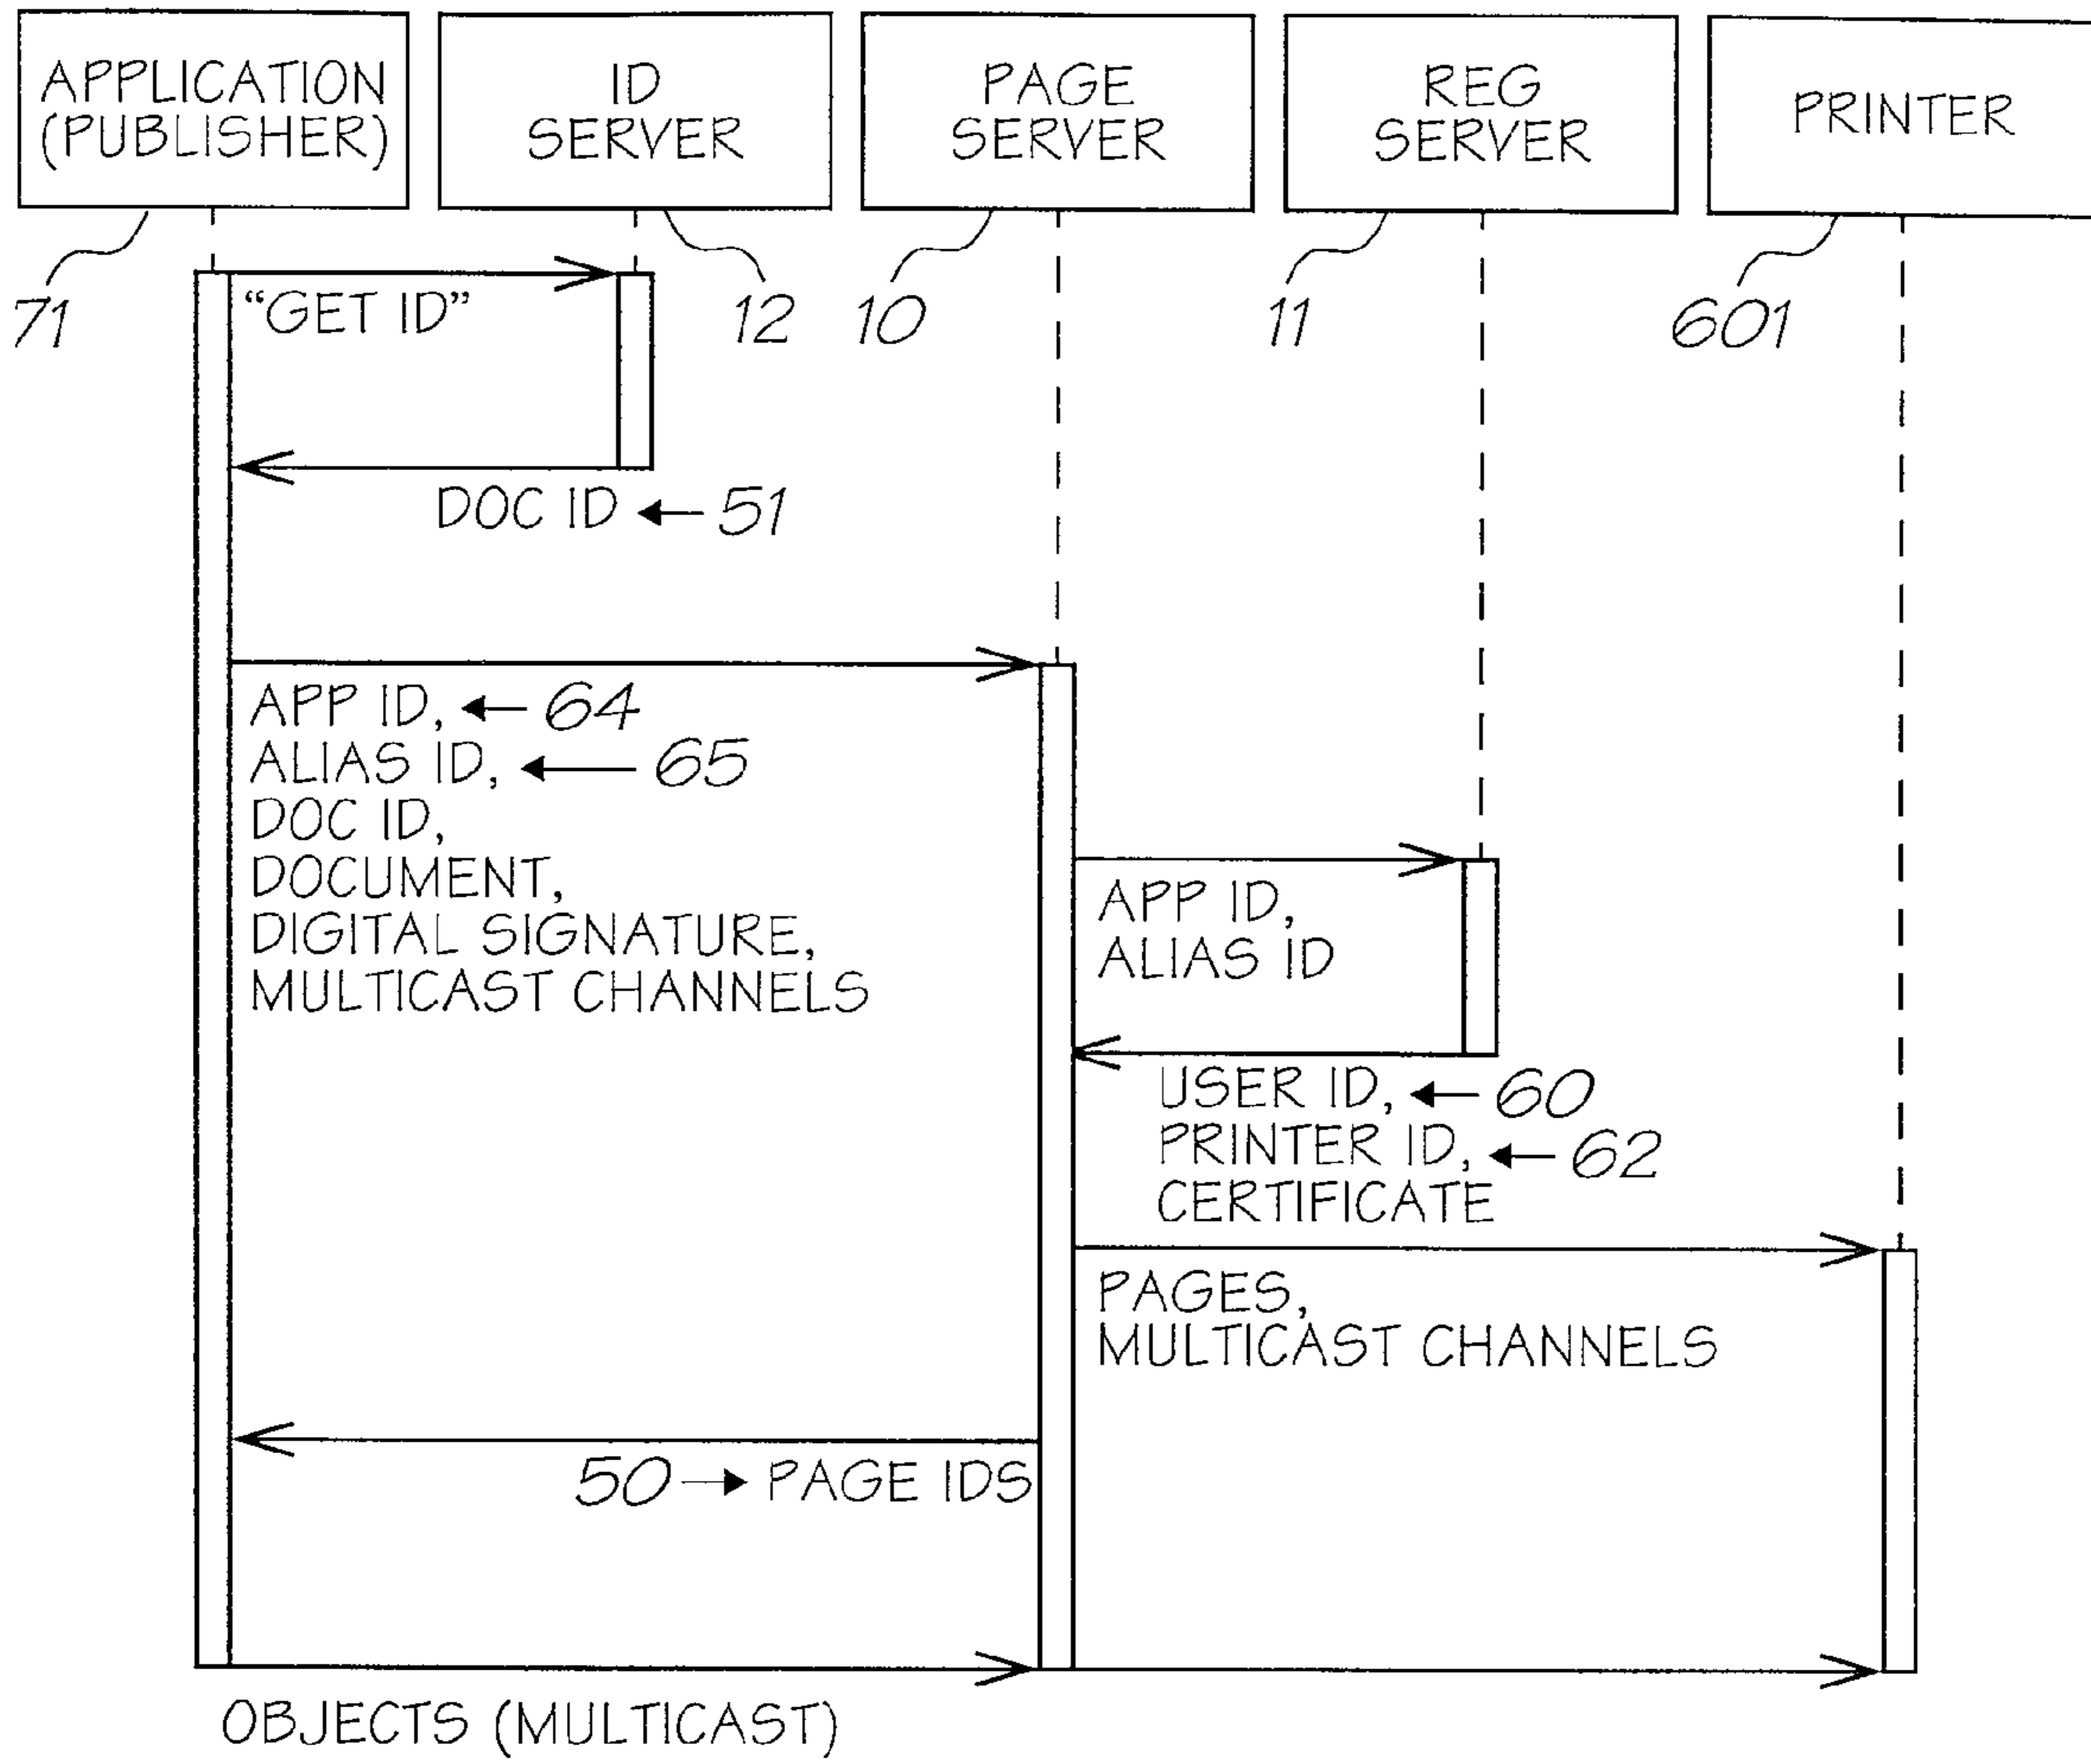 APPLICATION
(PUBLISHER)
ID
SERVER
PAGE
SERVER
REG
SERVER
PRINTER
71
12
10
11
601
“GET ID”
DOC ID 51
APP ID, 64
ALIAS ID, 65
DOC ID,
DOCUMENT,
DIGITAL SIGNATURE,
MULTICAST CHANNELS
APP ID,
ALIAS ID
USER ID, 60
PRINTER ID, 62
CERTIFICATE
PAGES,
MULTICAST CHANNELS
50 PAGE IDS
OBJECTS (MULTICAST)